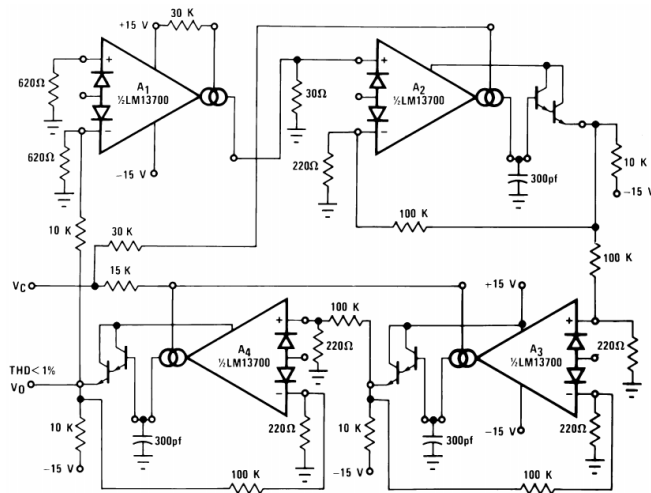 +15 V
30 K
+
A1
½LM13700
620Ω
−
620Ω
−15 V
+
A2
½LM13700
30Ω
−
220Ω
300pf
10 K
−15 V
10 K
30 K
100 K
100 K
VC
15 K
THD<1%
VO
A4
½LM13700
+
−
100 K
220Ω
220Ω
10 K
−15 V
300pf
100 K
+15 V
A3
½LM13700
+
−
220Ω
220Ω
10 K
−15 V
300pf
−15 V
100 K